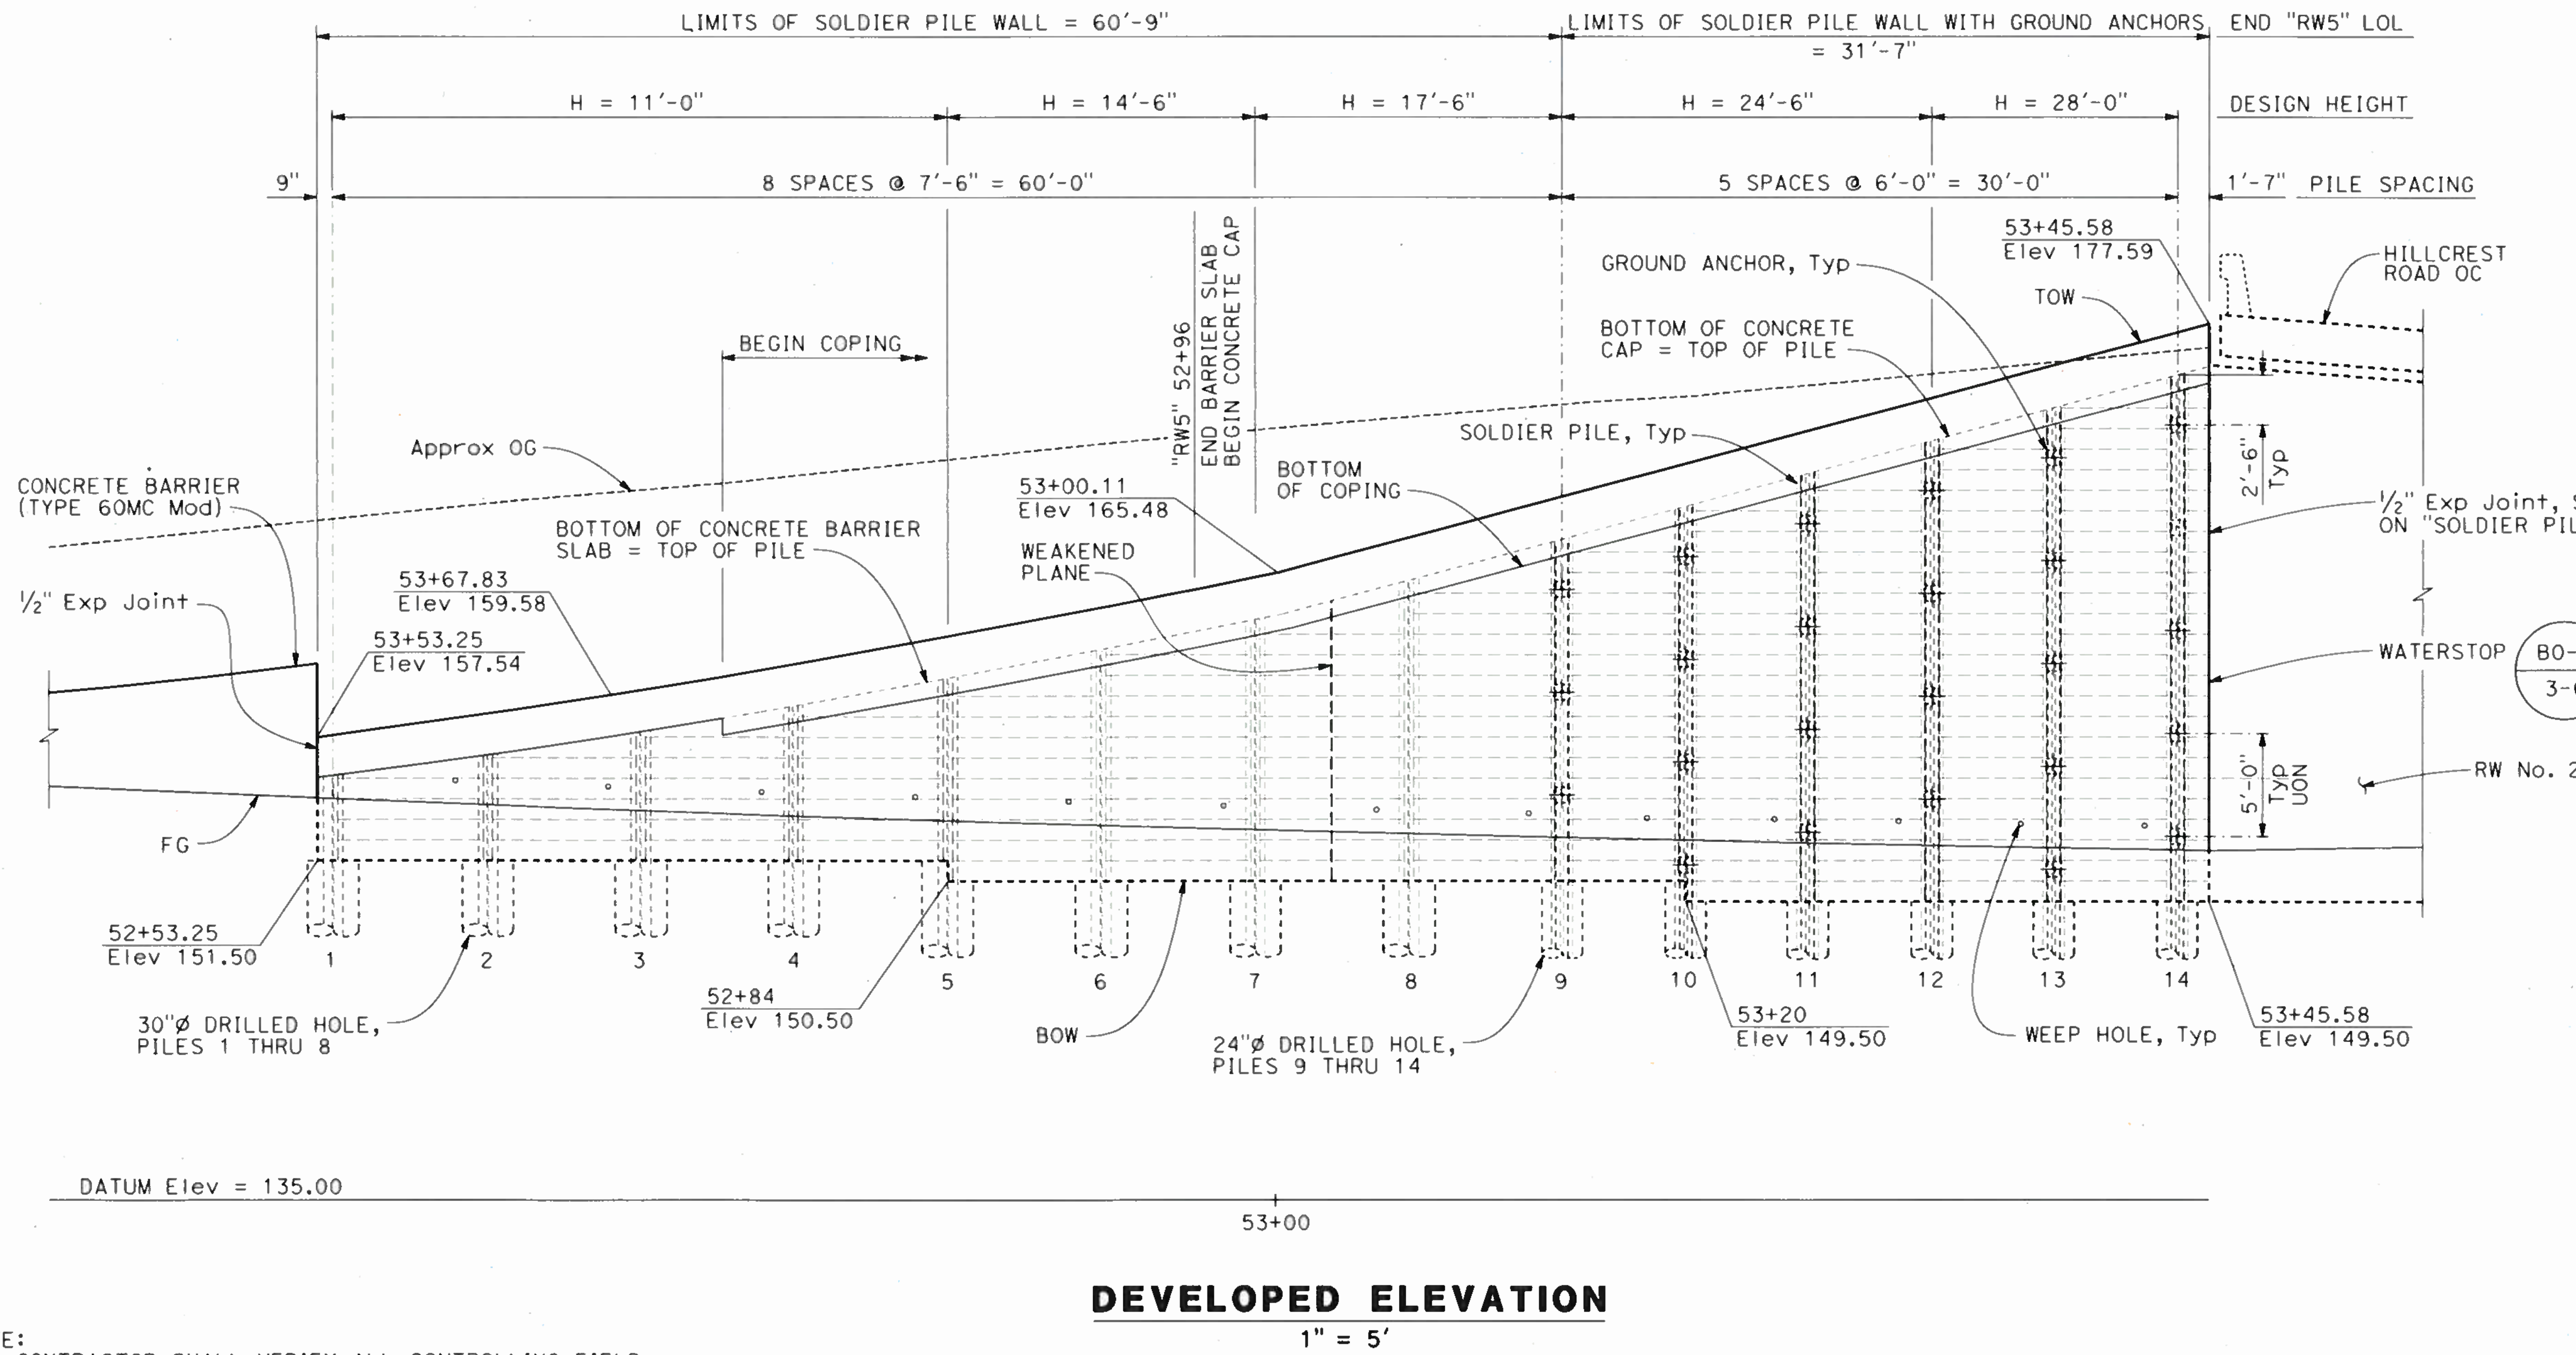 LIMITS OF SOLDIER PILE WALL = 60'-9"
LIMITS OF SOLDIER PILE WALL WITH GROUND ANCHORS
= 31'-7"
END "RW5" LOL
H = 11'-0"
H = 14'-6"
H = 17'-6"
H = 24'-6"
H = 28'-0"
DESIGN HEIGHT
9"
8 SPACES @ 7'-6" = 60'-0"
5 SPACES @ 6'-0" = 30'-0"
1'-7"
PILE SPACING
"RW5" 52+96
END BARRIER SLAB
BEGIN CONCRETE CAP
53+45.58
Elev 177.59
GROUND ANCHOR, Typ
HILLCREST
ROAD OC
TOW
BEGIN COPING
BOTTOM OF CONCRETE
CAP = TOP OF PILE
Approx OG
SOLDIER PILE, Typ
BOTTOM
OF COPING
2'-6"
Typ
CONCRETE BARRIER
(TYPE 60MC Mod)
53+00.11
Elev 165.48
½" Exp Joint, S
ON "SOLDIER PIL
BOTTOM OF CONCRETE BARRIER
SLAB = TOP OF PILE
WEAKENED
PLANE
53+67.83
Elev 159.58
½" Exp Joint
53+53.25
Elev 157.54
WATERSTOP
B0-
3-
5'-0"
Typ
UON
RW No. 2
FG
52+53.25
Elev 151.50
1
2
3
4
5
6
7
8
9
10
11
12
13
14
30"Ø DRILLED HOLE,
PILES 1 THRU 8
52+84
Elev 150.50
BOW
24"Ø DRILLED HOLE,
PILES 9 THRU 14
53+20
Elev 149.50
WEEP HOLE, Typ
53+45.58
Elev 149.50
DATUM Elev = 135.00
53+00
DEVELOPED ELEVATION
1" = 5'
E: